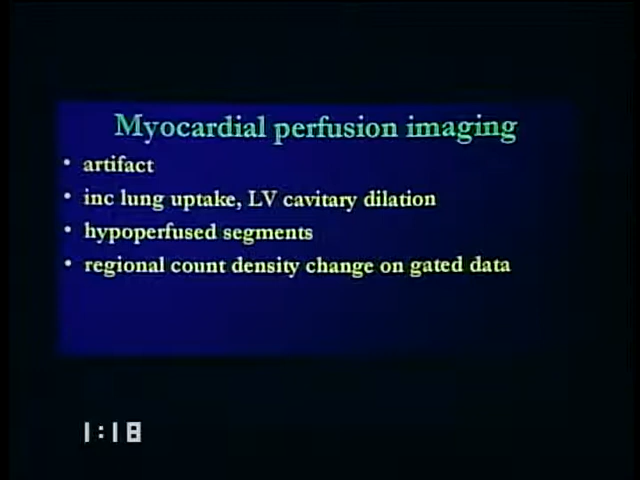 Myocardial perfusion imaging
• artifact
• inc lung uptake, LV cavitary dilation
• hypoperfused segments
• regional count density change on gated data
1:18